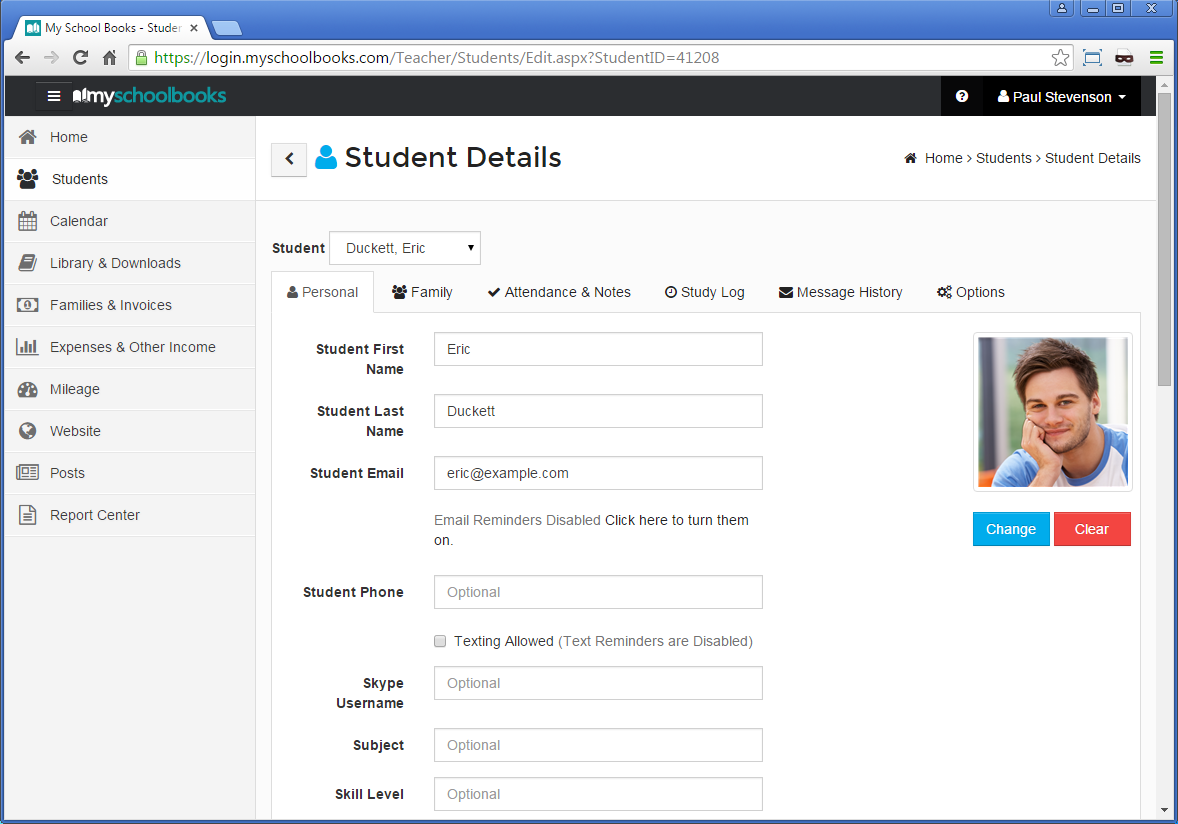 My School Books - Studer
https://login.myschoolbooks.com/Teacher/Students/Edit.aspx?StudentID=41208
myschoolbooks
? Paul Stevenson
Home
Students
Calendar
Library & Downloads
Families & Invoices
Expenses & Other Income
Mileage
Website
Posts
Report Center
Student Details
Home > Students > Student Details
Student Duckett, Eric
Personal Family Attendance & Notes Study Log Message History Options
Student First
Name
Eric
Student Last
Name
Duckett
Student Email eric@example.com
Email Reminders Disabled Click here to turn them
on.
Change Clear
Student Phone Optional
Texting Allowed (Text Reminders are Disabled)
Skype
Username
Optional
Subject Optional
Skill Level Optional